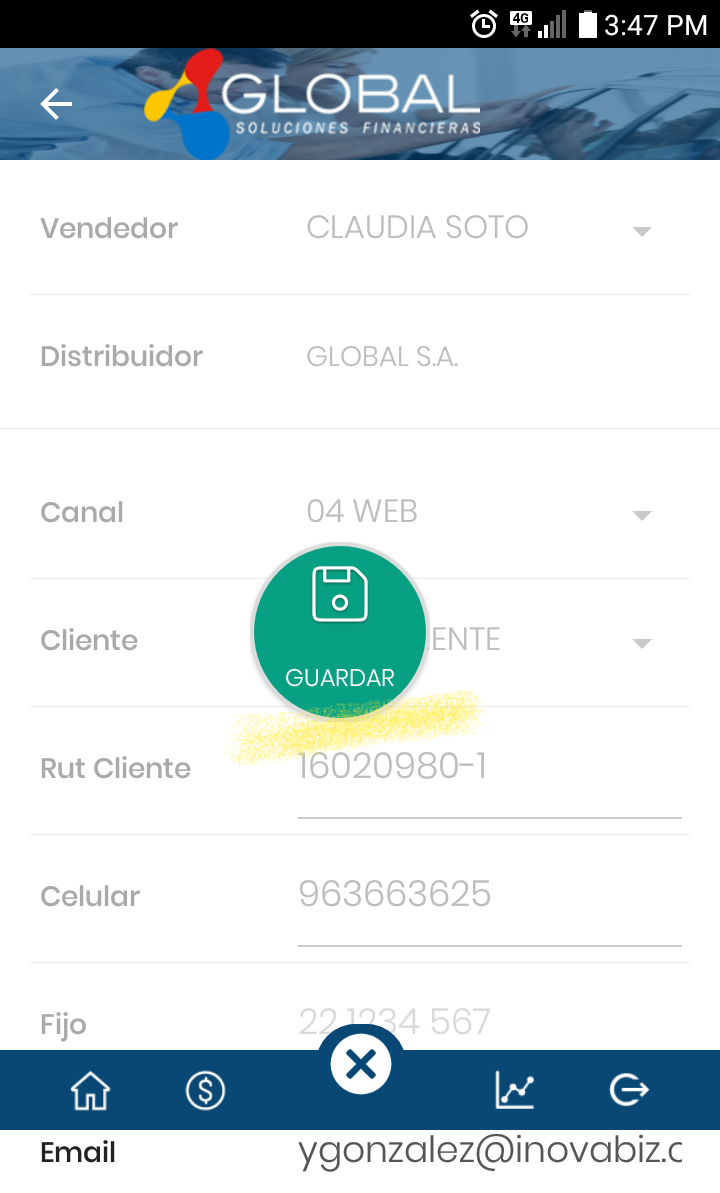 4G 3:47 PM
GLOBAL
SOLUCIONES FINANCIERAS
Vendedor CLAUDIA SOTO
Distribuidor GLOBAL S.A.
Canal 04 WEB
Cliente ENTE
GUARDAR
Rut Cliente 16020980-1
Celular 963663625
Fijo 22 1234 567
Email ygonzalez@inovabiz.c